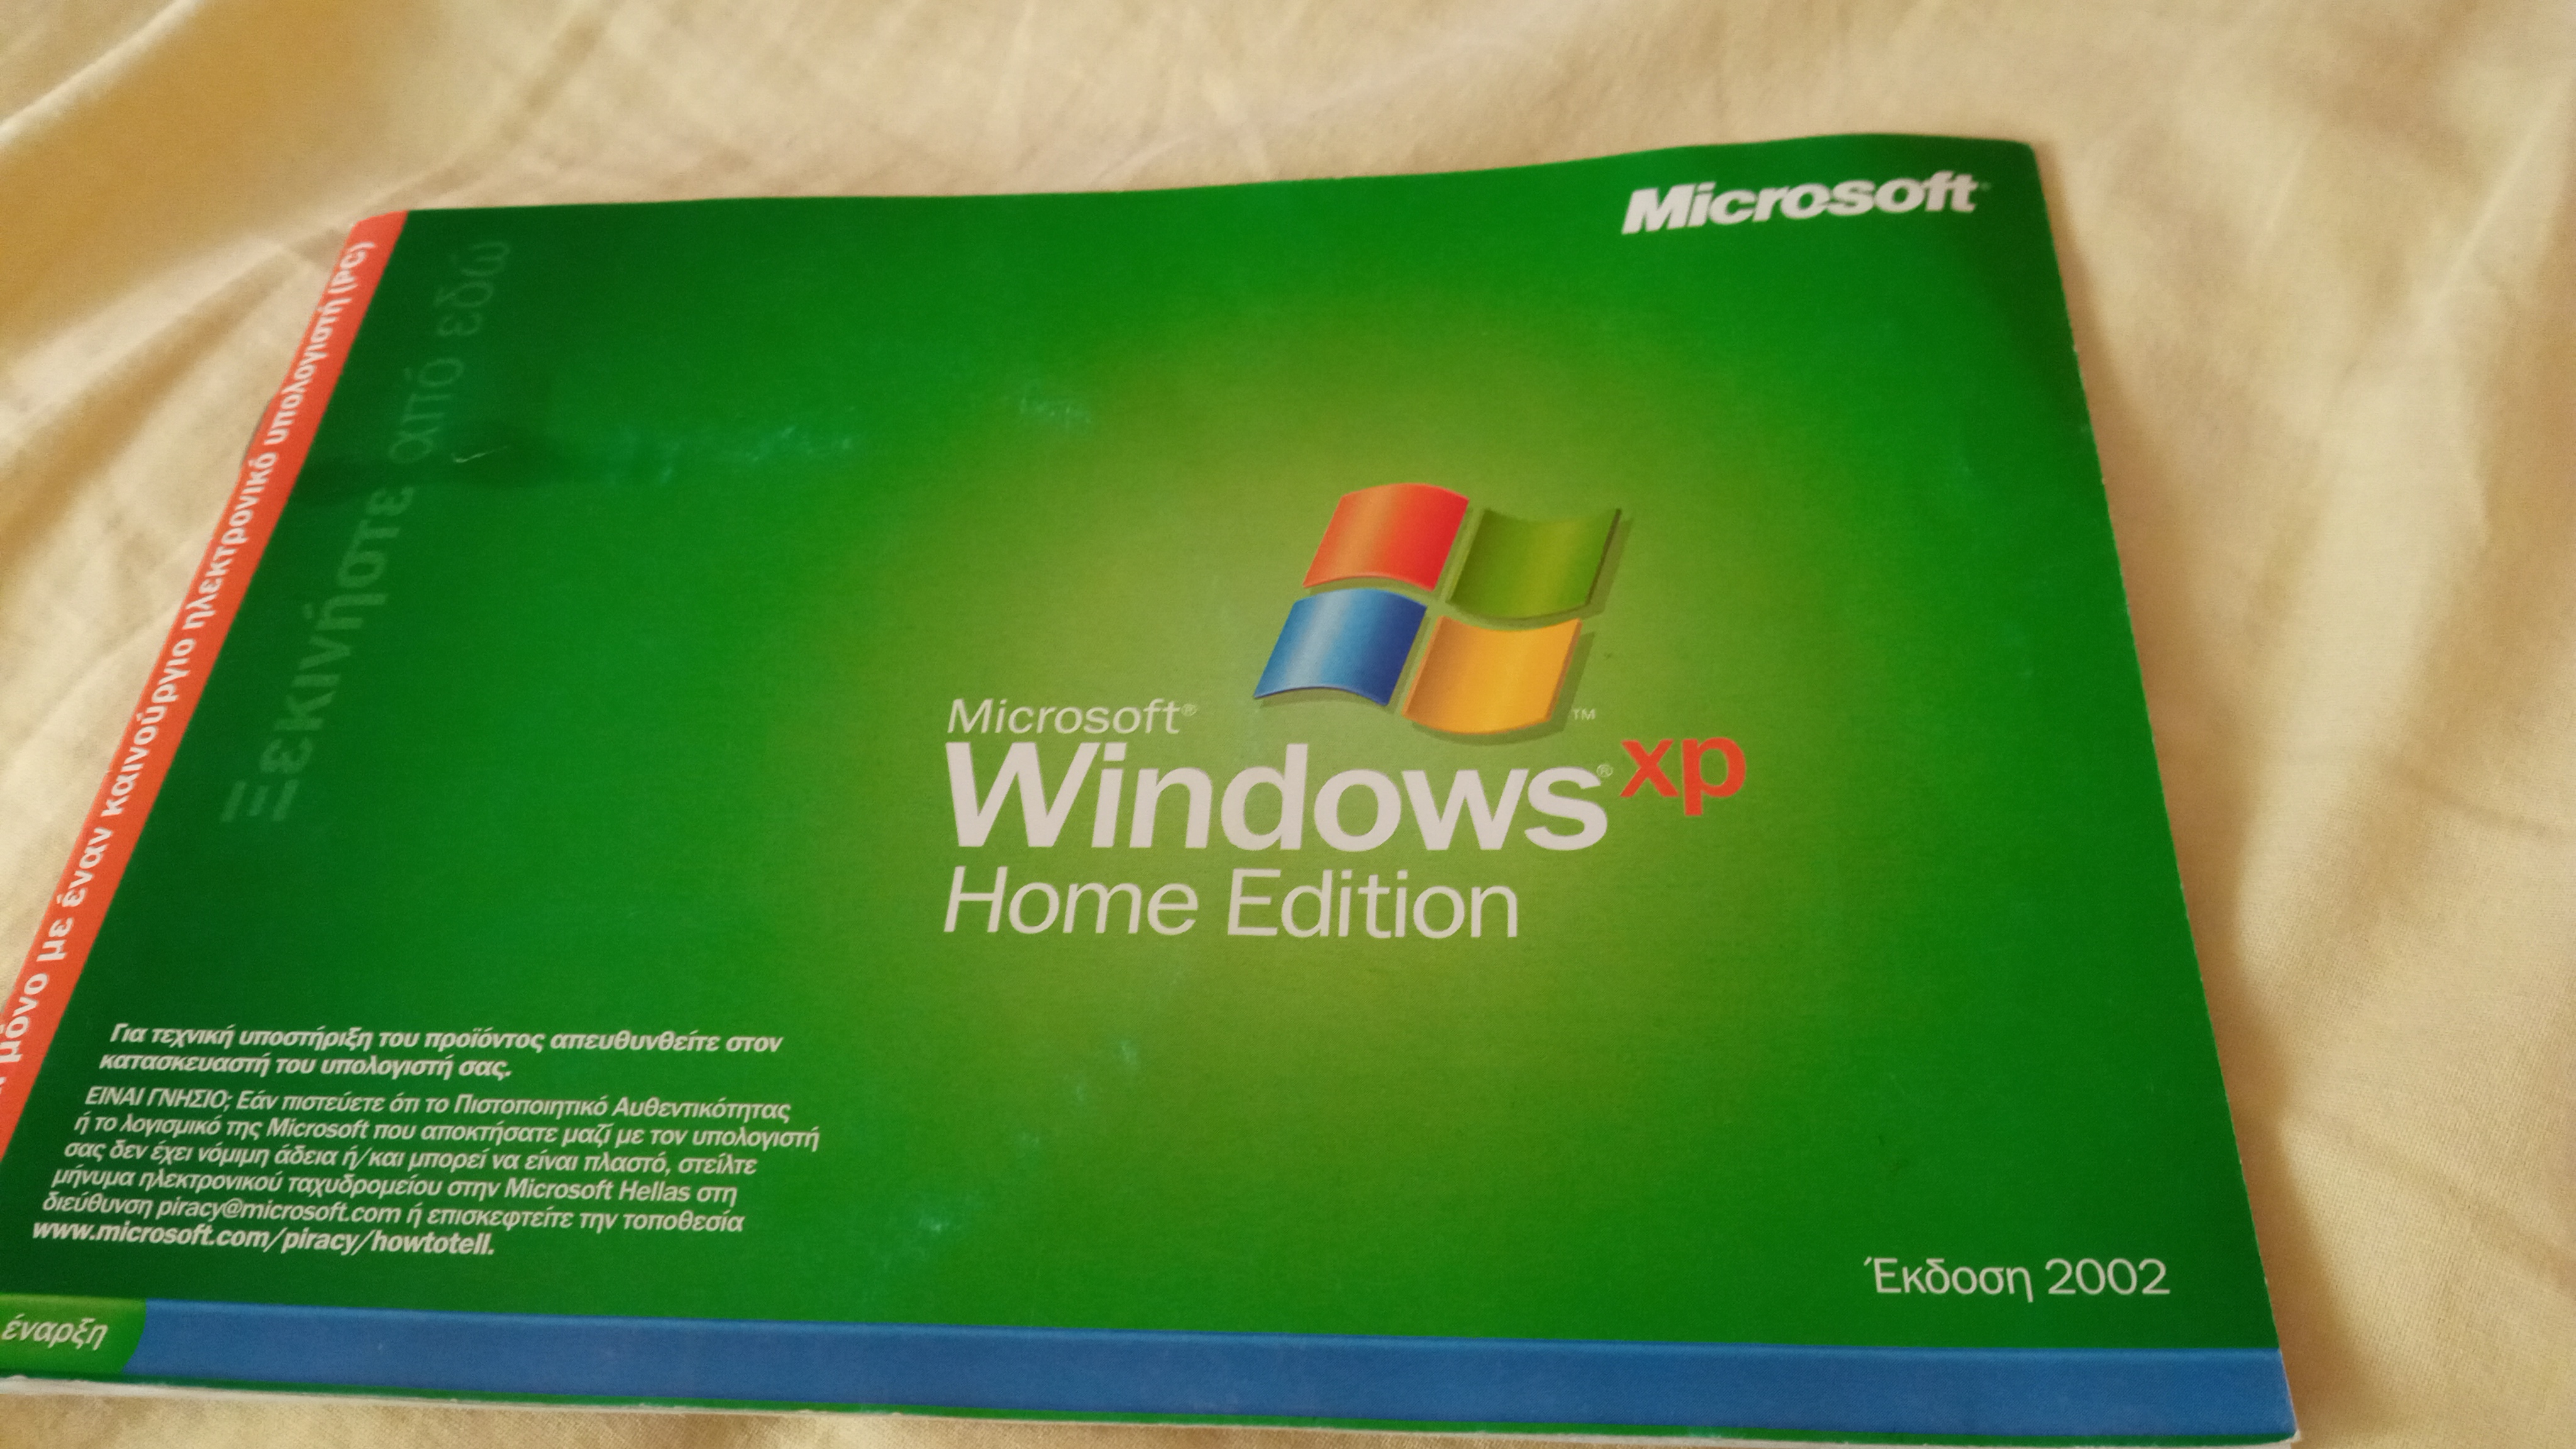 Microsoft
μόνο με έναν καινούργιο ηλεκτρονικό υπολογιστή (PC)
Ξεκινήστε από εδώ
Microsoft®
Windows® xp
™
Home Edition
Για τεχνική υποστήριξη του προϊόντος απευθυνθείτε στον
κατασκευαστή του υπολογιστή σας.
ΕΙΝΑΙ ΓΝΗΣΙΟ; Εάν πιστεύετε ότι το Πιστοποιητικό Αυθεντικότητας
ή το λογισμικό της Microsoft που αποκτήσατε μαζί με τον υπολογιστή
σας δεν έχει νόμιμη άδεια ή/και μπορεί να είναι πλαστό, στείλτε
μήνυμα ηλεκτρονικού ταχυδρομείου στην Microsoft Hellas στη
διεύθυνση piracy@microsoft.com ή επισκεφτείτε την τοποθεσία
www.microsoft.com/piracy/howtotell.
Έκδοση 2002
έναρξη